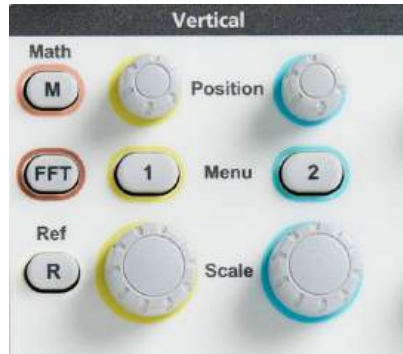 Vertical
Math
M
Position
FFT
1
Menu
2
Ref
R
Scale